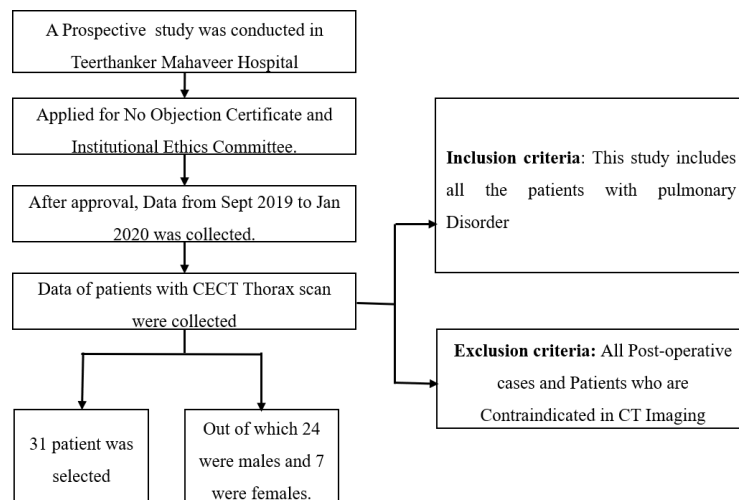 A Prospective study was conducted in
Teerthanker Mahaveer Hospital
Applied for No Objection Certificate and
Institutional Ethics Committee.
After approval, Data from Sept 2019 to Jan
2020 was collected.
Data of patients with CECT Thorax scan
were collected
Inclusion criteria: This study includes
all the patients with pulmonary
Disorder
Exclusion criteria: All Post-operative
cases and Patients who are
Contraindicated in CT Imaging
31 patient was
selected
Out of which 24
were males and 7
were females.